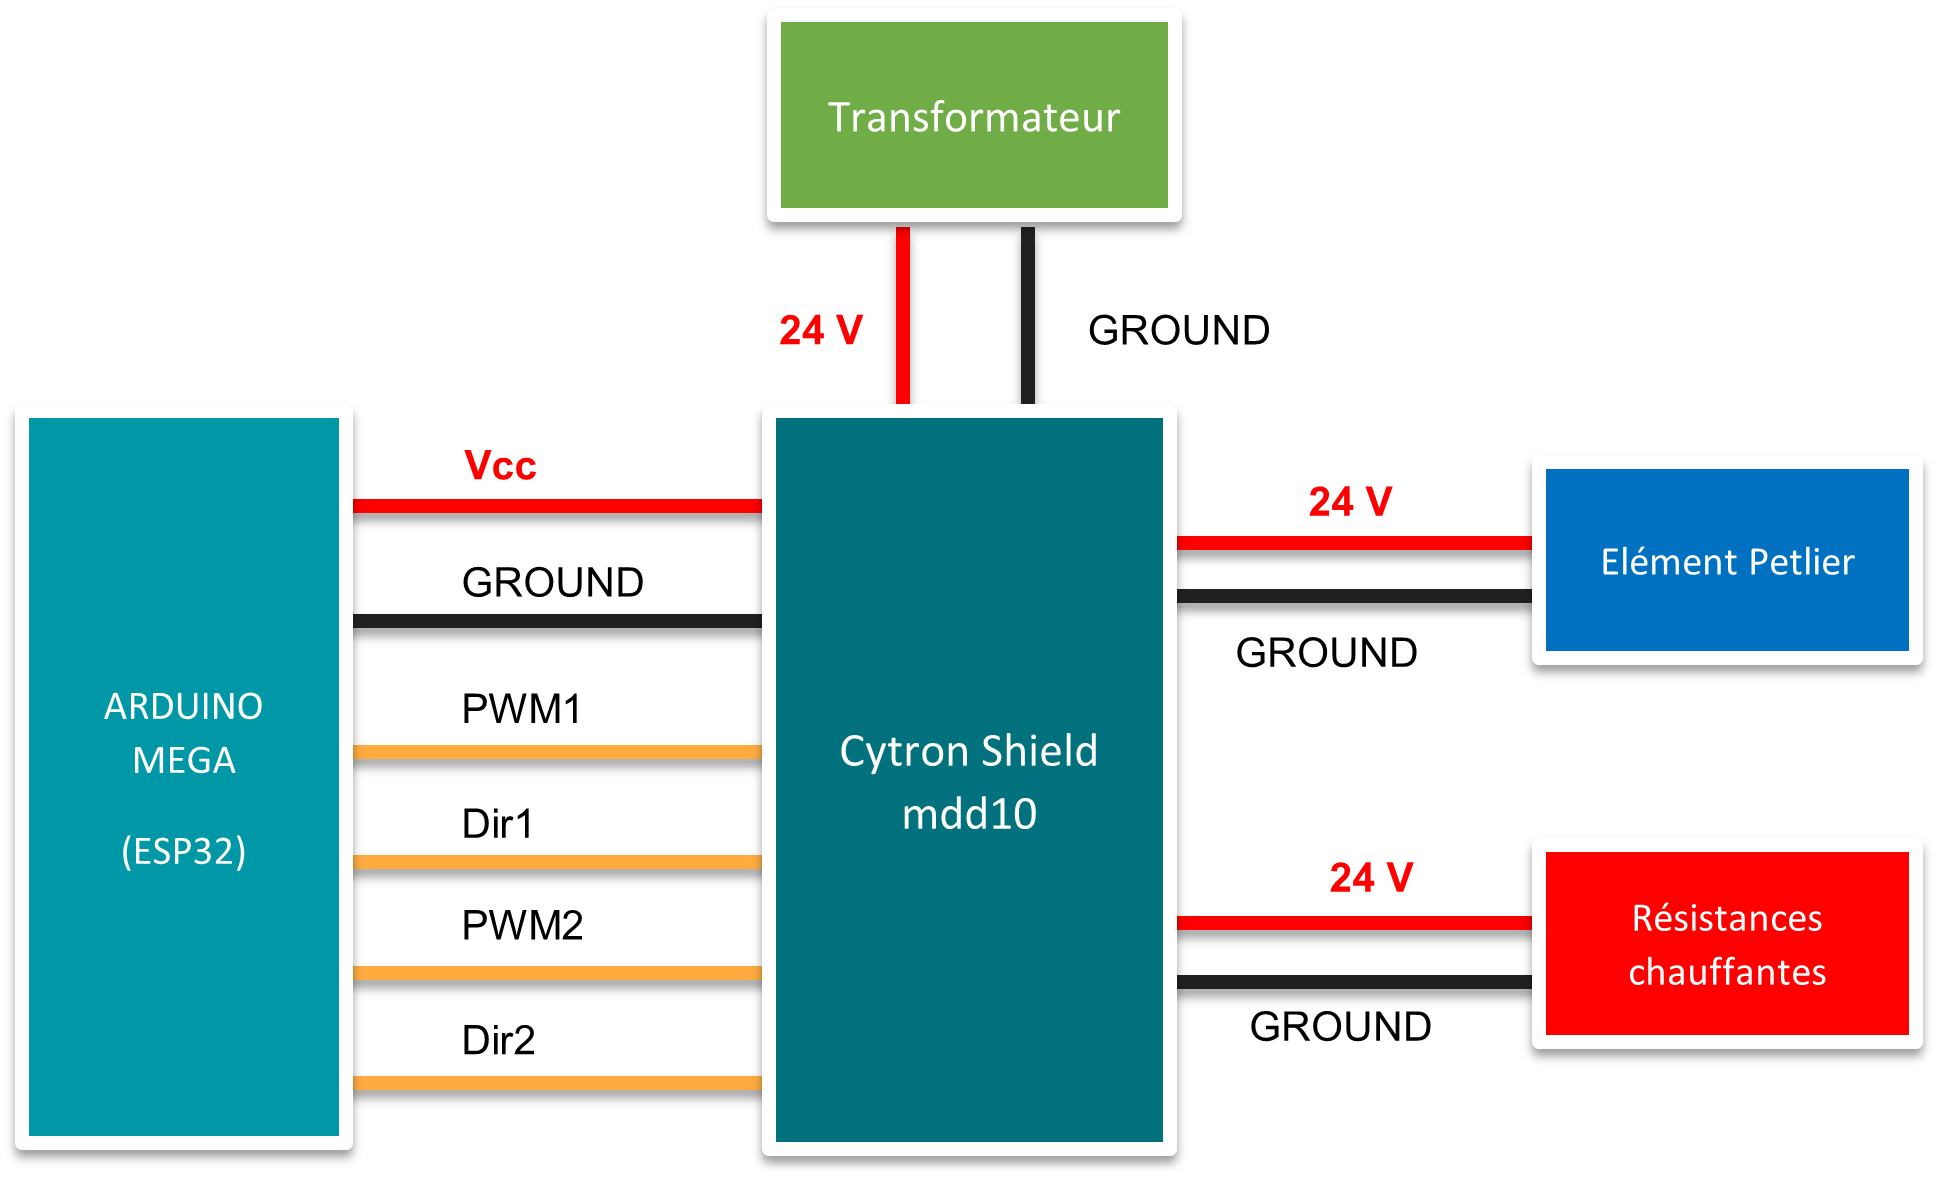 Transformateur
24 V
GROUND
Vcc
GROUND
PWM1
Dir1
PWM2
Dir2
ARDUINO
MEGA
(ESP32)
Cytron Shield
mdd10
24 V
GROUND
Elément Petlier
24 V
GROUND
Résistances
chauffantes